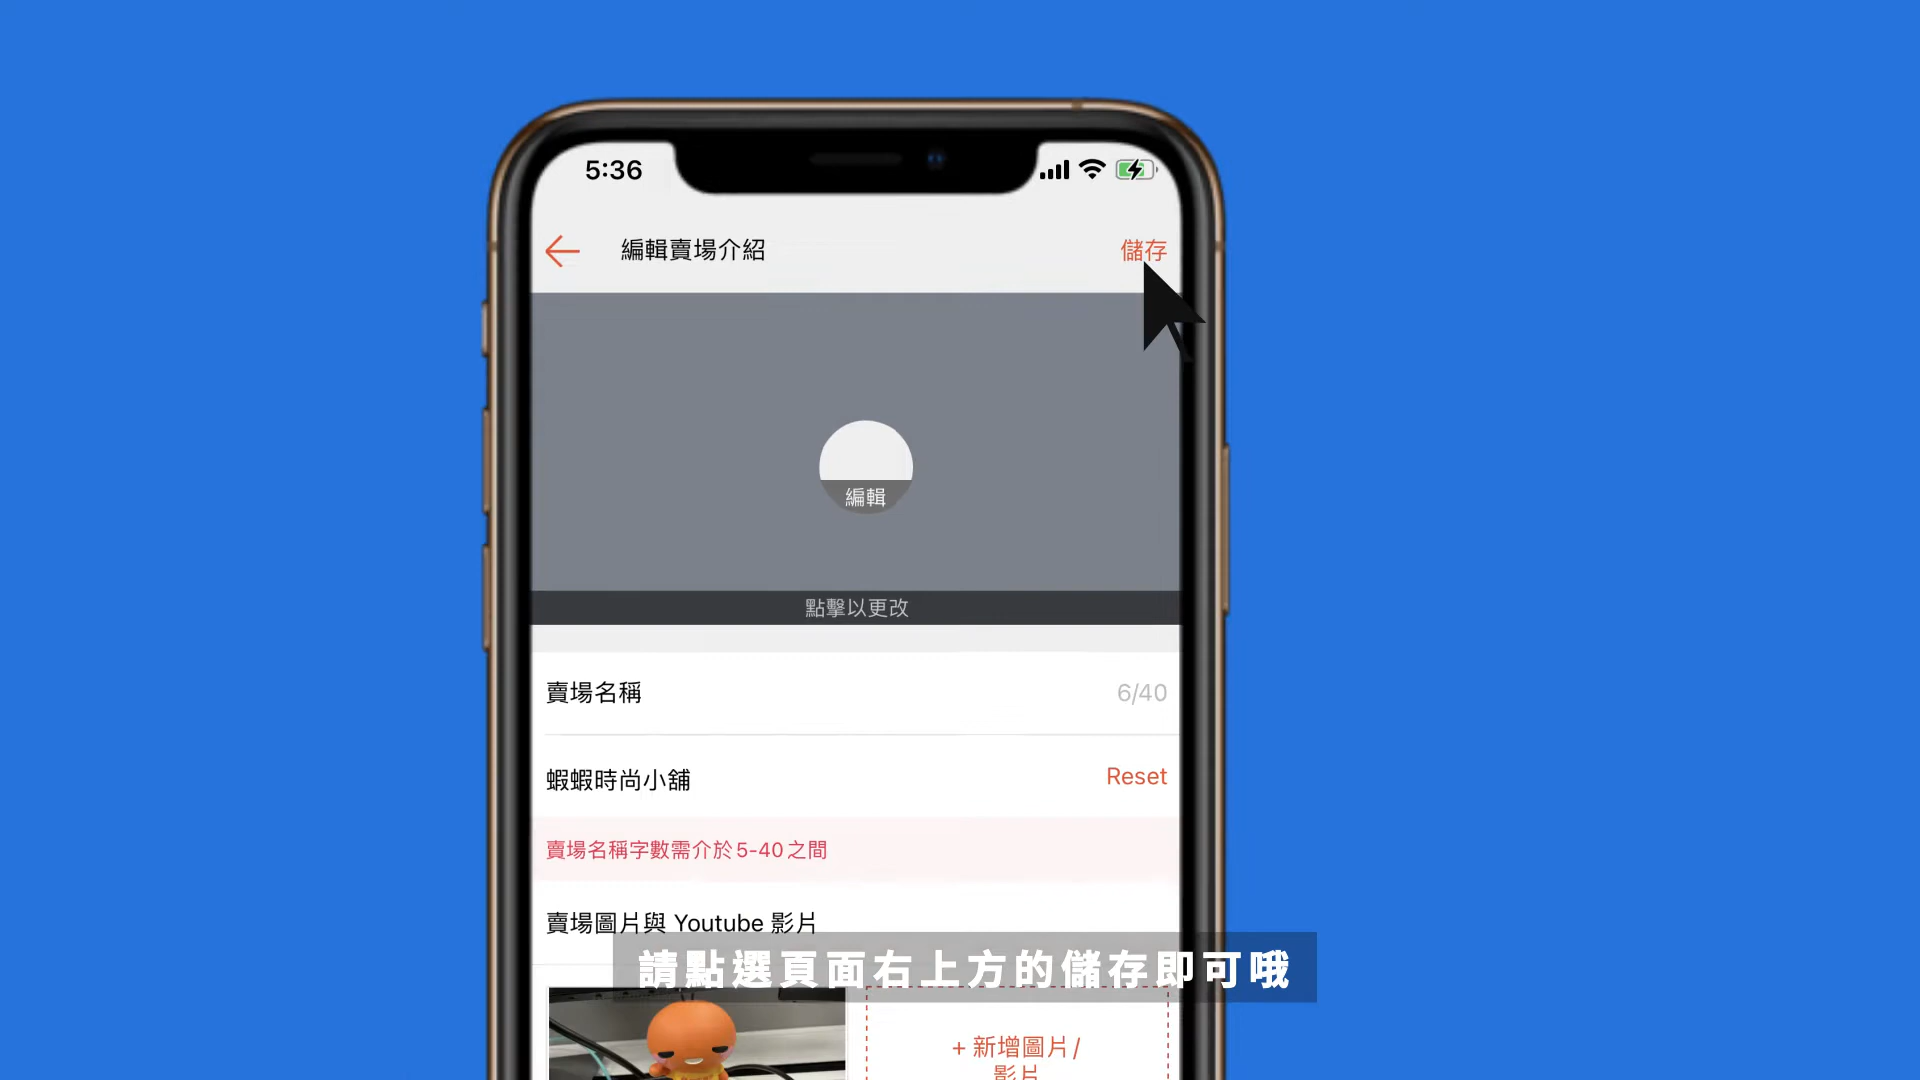 5:36
編輯賣場介紹
儲存
編輯
點擊以更改
賣場名稱
6/40
蝦蝦時尚小舖
Reset
賣場名稱字數需介於5-40之間
賣場圖片與 Youtube 影片
請點選頁面右上方的儲存即可哦
+ 新增圖片/
影片